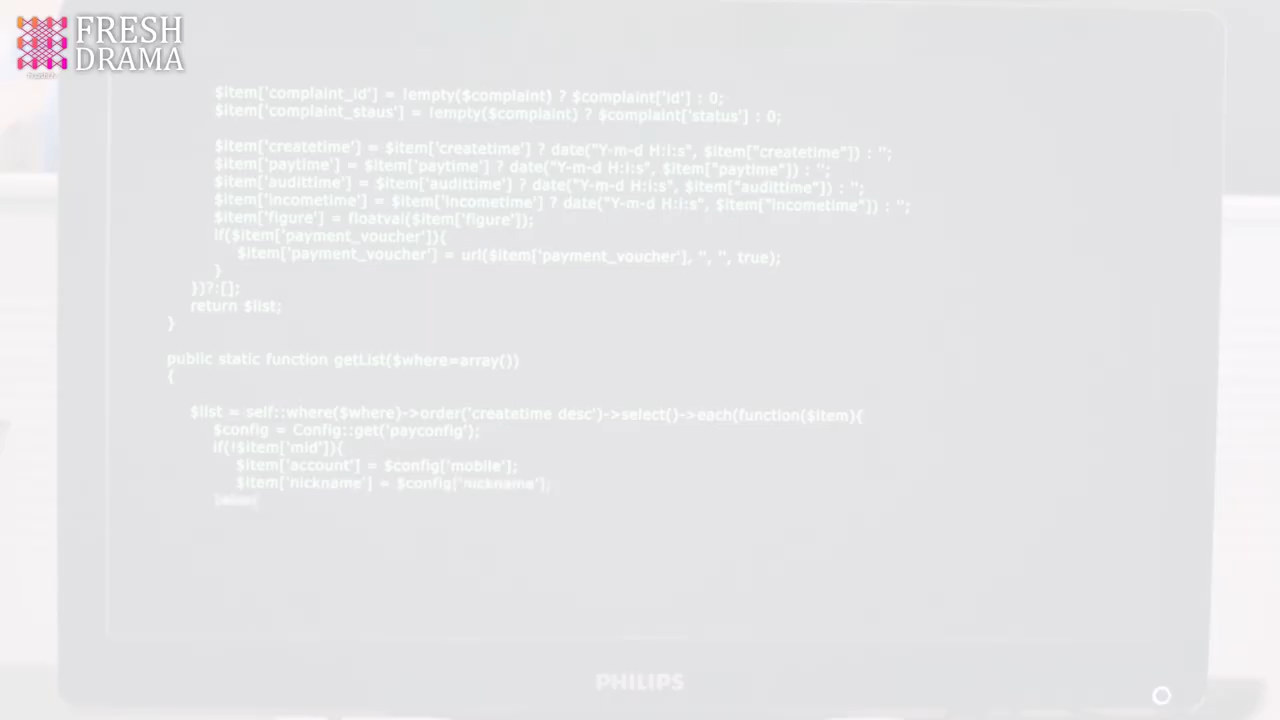 FRESH
DRAMA
$item['complaint_id'] = !empty($complaint) ? $complaint['id'] : 0;
$item['complaint_staus'] = !empty($complaint) ? $complaint['status'] : 0;
$item['createtime'] = $item['createtime'] ? date("Y-m-d H:i:s", $item["createtime"]) : '';
$item['paytime'] = $item['paytime'] ? date("Y-m-d H:i:s", $item["paytime"]) : '';
$item['audittime'] = $item['audittime'] ? date("Y-m-d H:i:s", $item["audittime"]) : '';
$item['incometime'] = $item['incometime'] ? date("Y-m-d H:i:s", $item["incometime"]) : '';
$item['figure'] = floatval($item['figure']);
if($item['payment_voucher']){
$item['payment_voucher'] = url($item['payment_voucher'], '', '', true);
}
})?:[];
return $list;
}
public static function getList($where=array())
{
$list = self::where($where)->order('createtime desc')->select()->each(function($item){
$config = Config::get('payconfig');
if(!$item['mid']){
$item['account'] = $config['mobile'];
$item['nickname'] = $config['nickname'];
PHILIPS